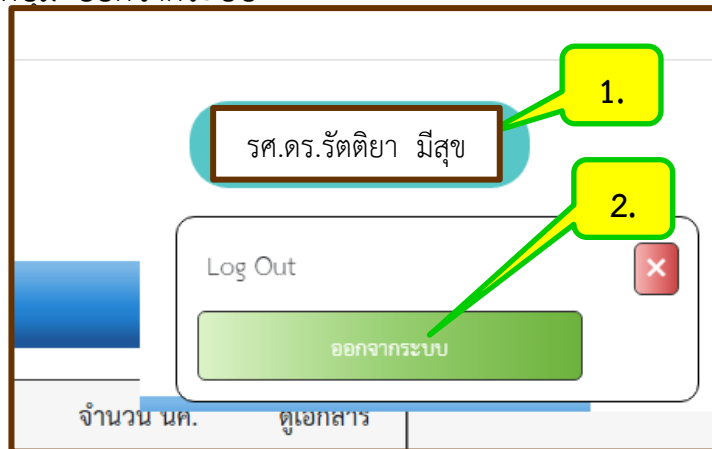 1.
รศ.ดร.รัตติยา มีสุข
2.
Log Out
ออกจากระบบ
จำนวน นศ. ดูเอกสาร